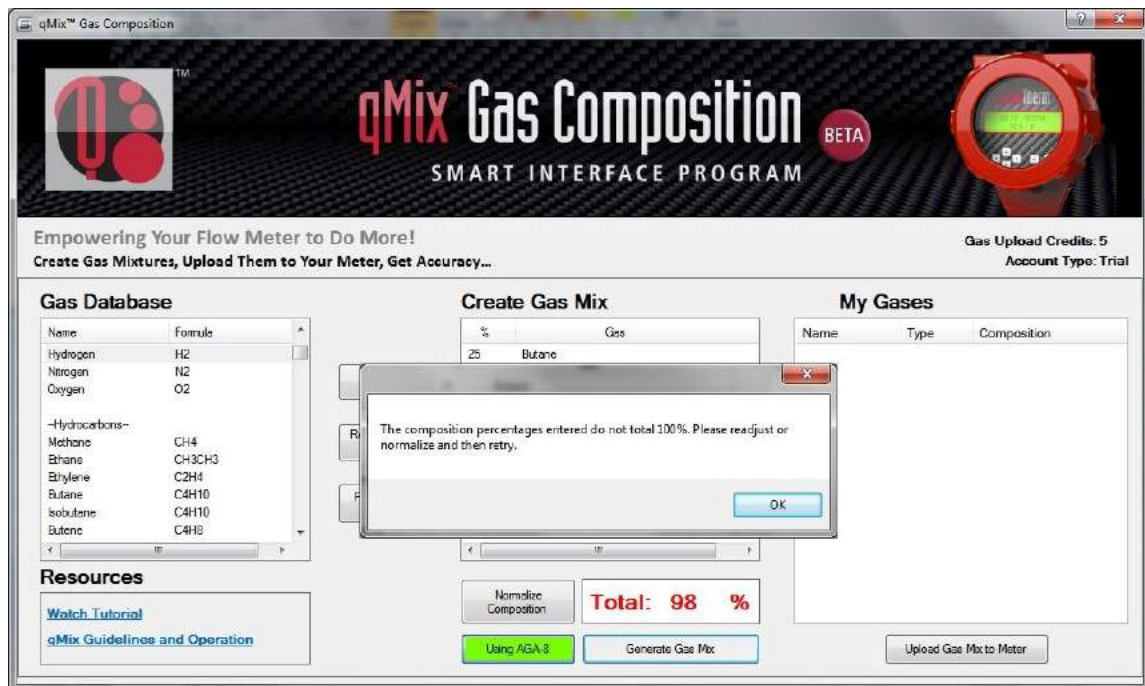 qMix™ Gas Composition
TM
qMix Gas Composition BETA
SMART INTERFACE PROGRAM
Empowering Your Flow Meter to Do More!
Create Gas Mixtures, Upload Them to Your Meter, Get Accuracy...
Gas Upload Credits: 5
Account Type: Trial
Gas Database
Name Formula
Hydrogen H2
Nitrogen N2
Oxygen O2
--Hydrocarbons--
Methane CH4
Ethane CH3CH3
Ethylene C2H4
Butane C4H10
Isobutane C4H10
Butene C4H8
Create Gas Mix
% Gas
25 Butane
My Gases
Name Type Composition
The composition percentages entered do not total 100%. Please readjust or
normalize and then retry.
OK
Resources
Watch Tutorial
qMix Guidelines and Operation
Normalize
Composition
Total: 98 %
Using AGA-8
Generate Gas Mix
Upload Gas Mix to Meter